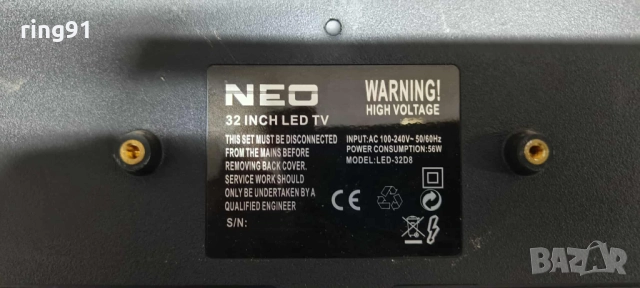 ring91
NEO
32 INCH LED TV
THIS SET MUST BE DISCONNECTED
FROM THE MAINS BEFORE
REMOVING BACK COVER.
SERVICE WORK SHOULD
ONLY BE UNDERTAKEN BY A
QUALIFIED ENGINEER
S/N:
WARNING!
HIGH VOLTAGE
INPUT:AC 100-240V~ 50/60Hz
POWER CONSUMPTION:56W
MODEL:LED-32D8
CE
BAZAR